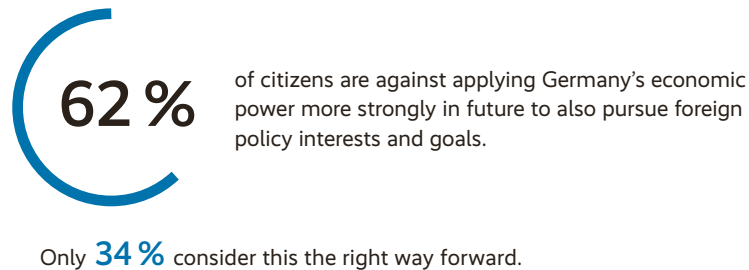 62 %
of citizens are against applying Germany’s economic
power more strongly in future to also pursue foreign
policy interests and goals.
Only 34 % consider this the right way forward.